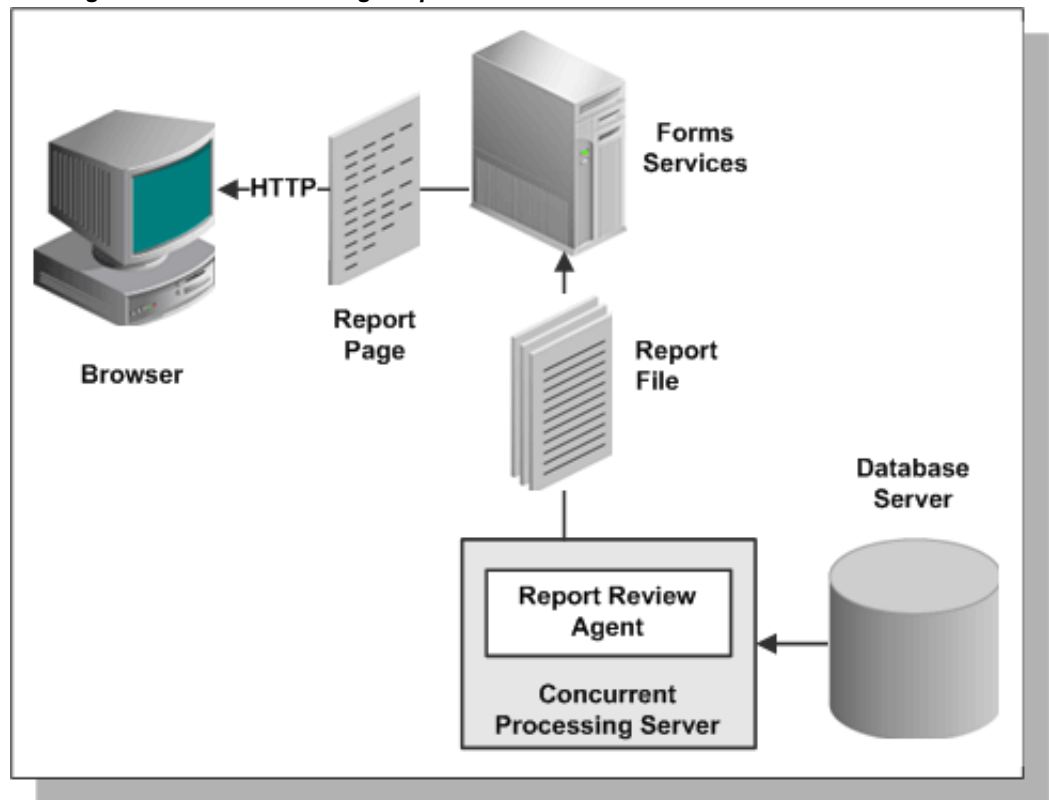 Forms
Services
HTTP
Report
Page
Browser
Report
File
Database
Server
Report Review
Agent
Concurrent
Processing Server